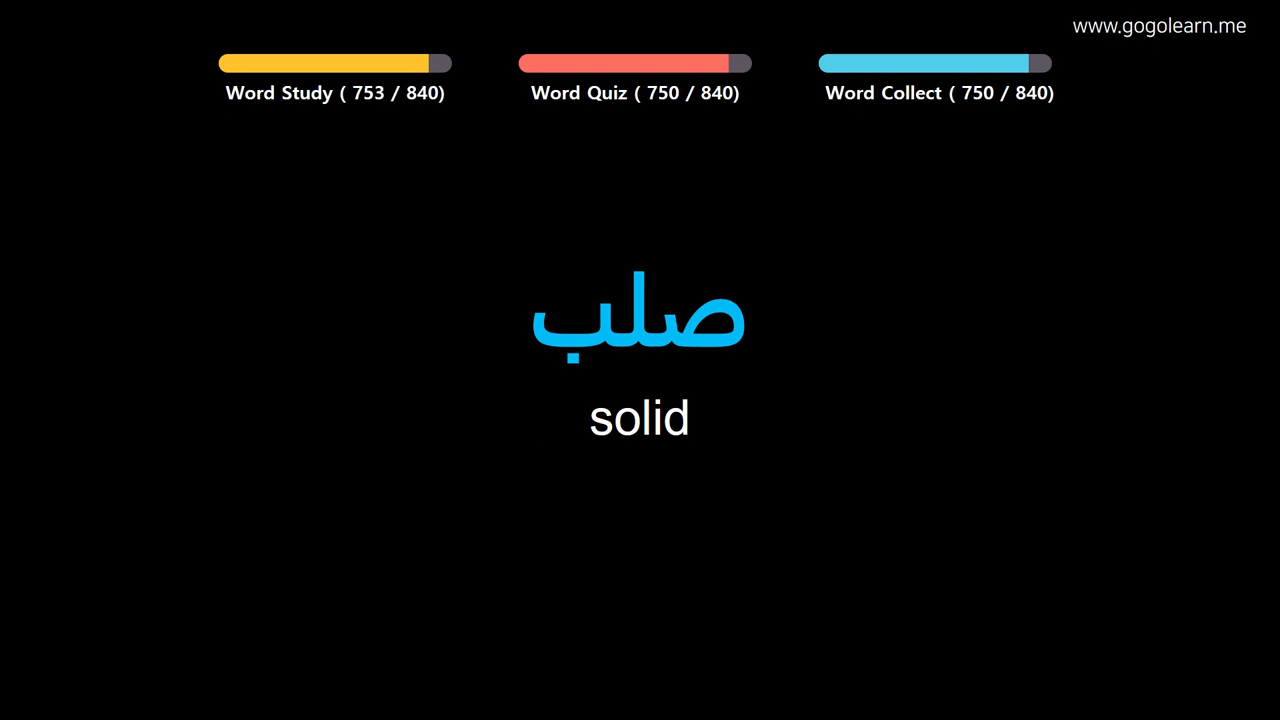 www.gogolearn.me
Word Study ( 753 / 840)
Word Quiz ( 750 / 840)
Word Collect ( 750 / 840)
صلب
solid